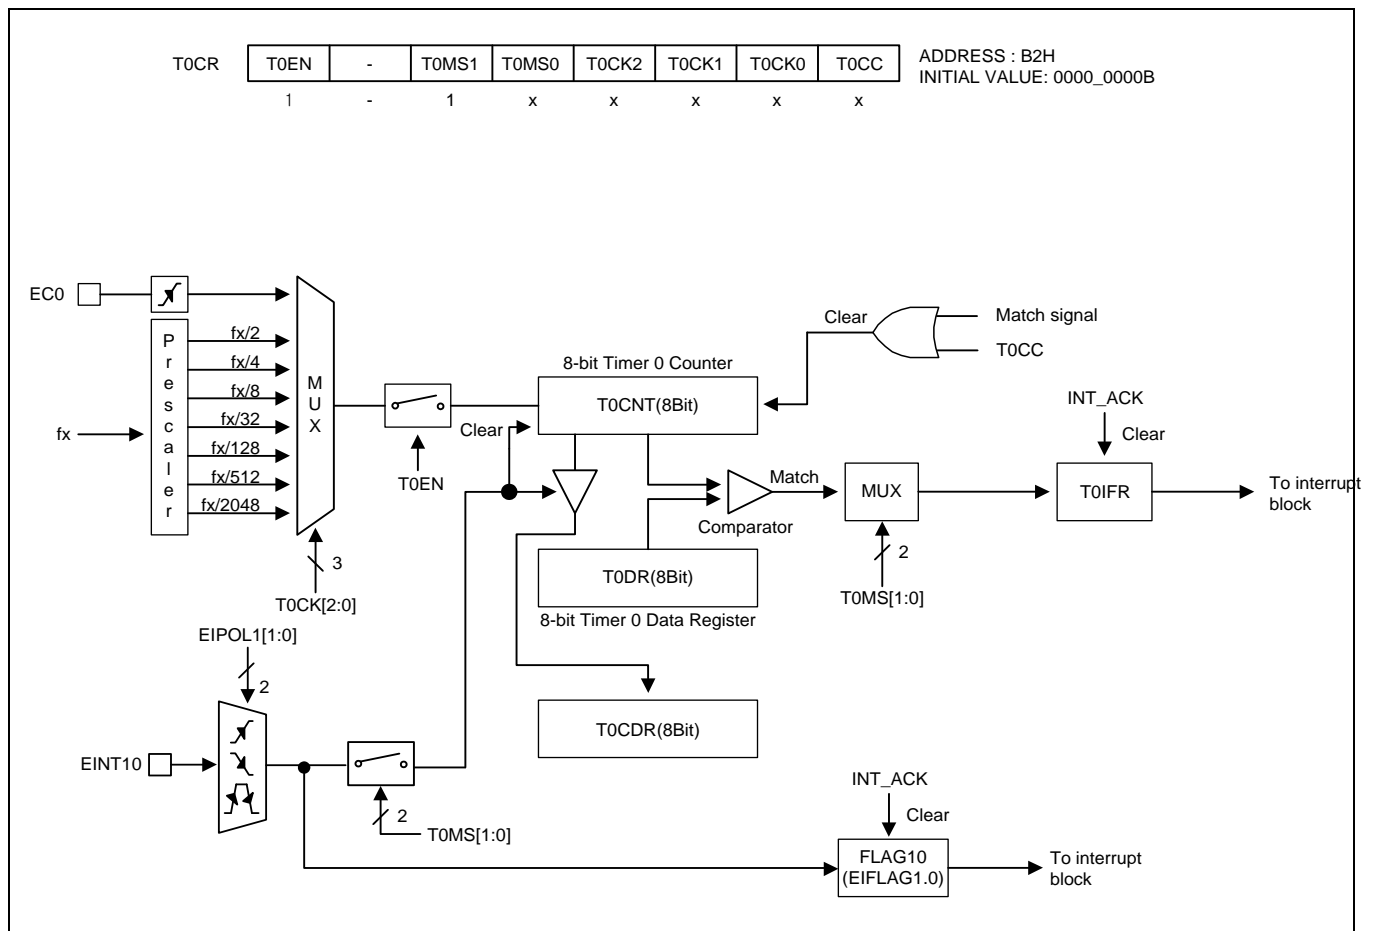 T0CR T0EN - T0MS1 T0MS0 T0CK2 T0CK1 T0CK0 T0CC
ADDRESS : B2H
INITIAL VALUE: 0000_0000B
1 - 1 x x x x x
EC0
Prescaler
fx
fx/2
fx/4
fx/8
fx/32
fx/128
fx/512
fx/2048
MUX
3
T0CK[2:0]
T0EN
Clear
8-bit Timer 0 Counter
T0CNT(8Bit)
Clear
Match signal
T0CC
Comparator
Match
MUX
2
T0MS[1:0]
INT_ACK
Clear
T0IFR
To interrupt
block
T0DR(8Bit)
8-bit Timer 0 Data Register
T0CDR(8Bit)
EIPOL1[1:0]
2
EINT10
2
T0MS[1:0]
INT_ACK
Clear
FLAG10
(EIFLAG1.0)
To interrupt
block